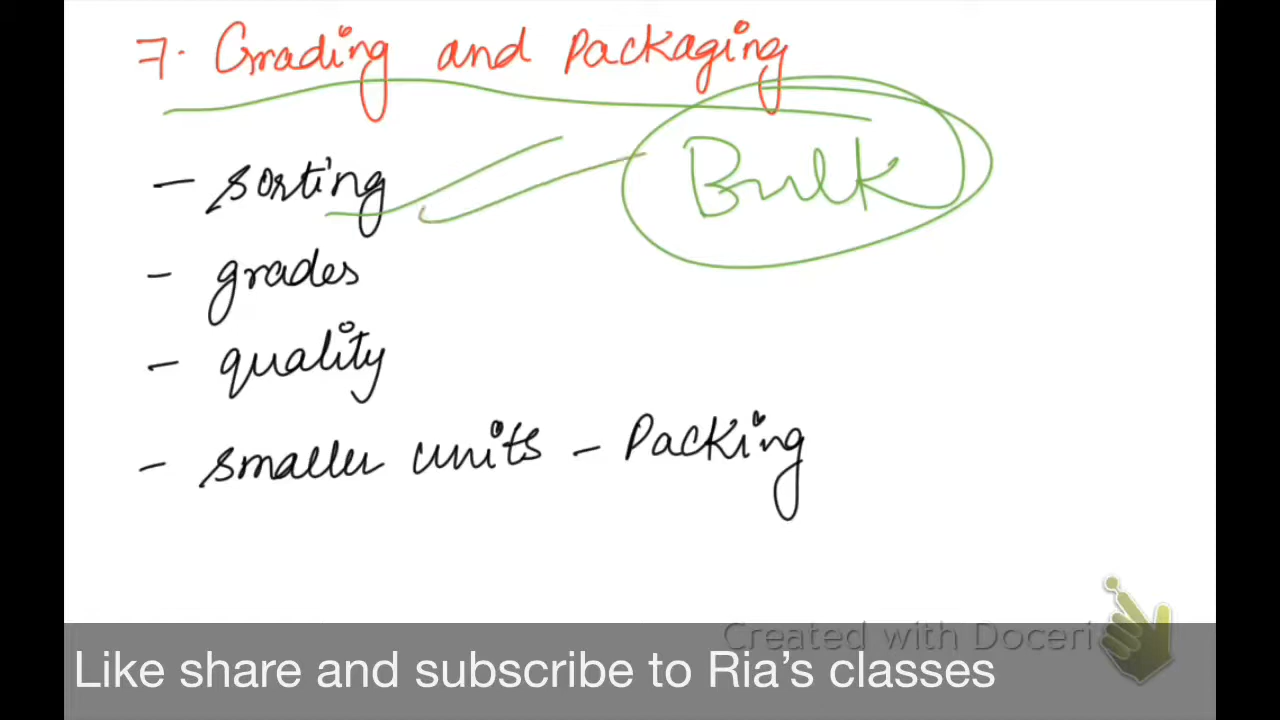 7. Grading and Packaging
Bulk
- sorting
- grades
- quality
- smaller units - Packing
Created with Doceri
Like share and subscribe to Ria's classes